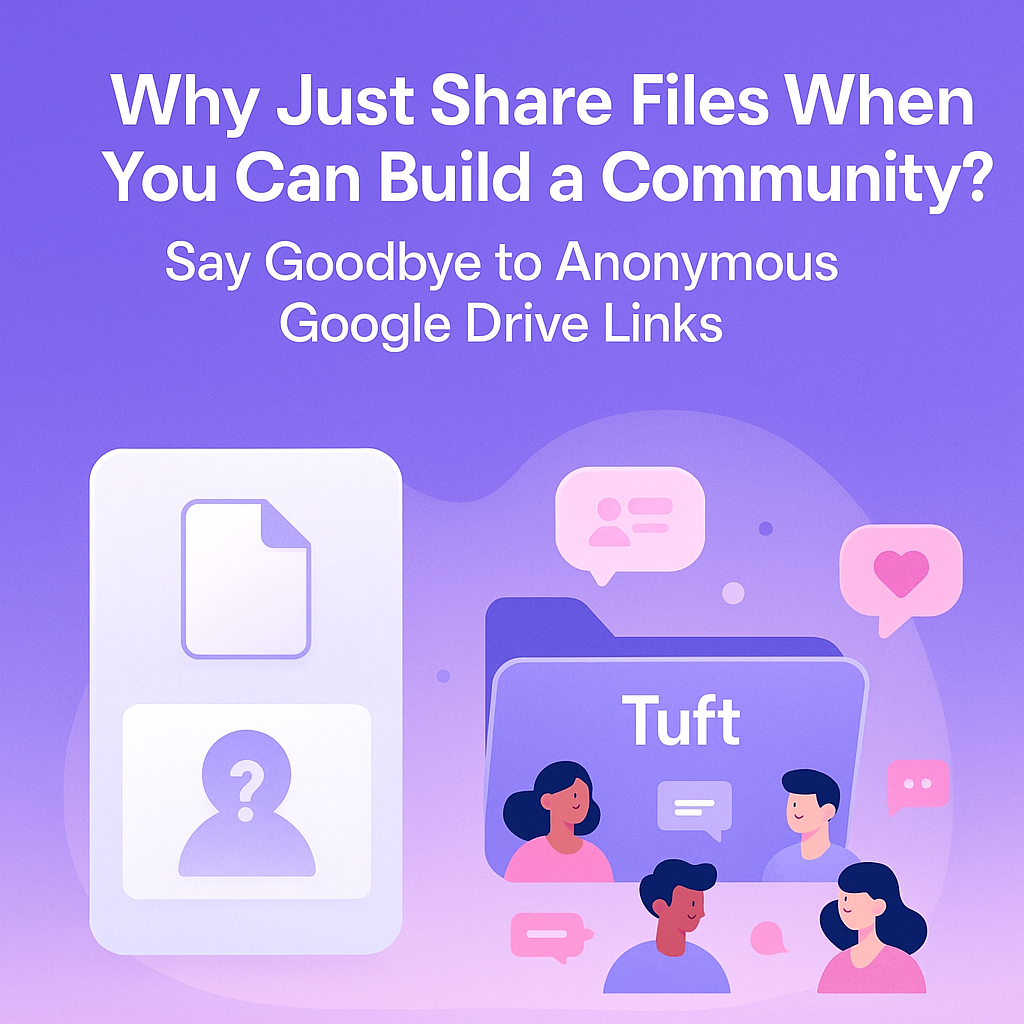 Why Just Share Files When
You Can Build a Community?
Say Goodbye to Anonymous
Google Drive Links
?
Tuft